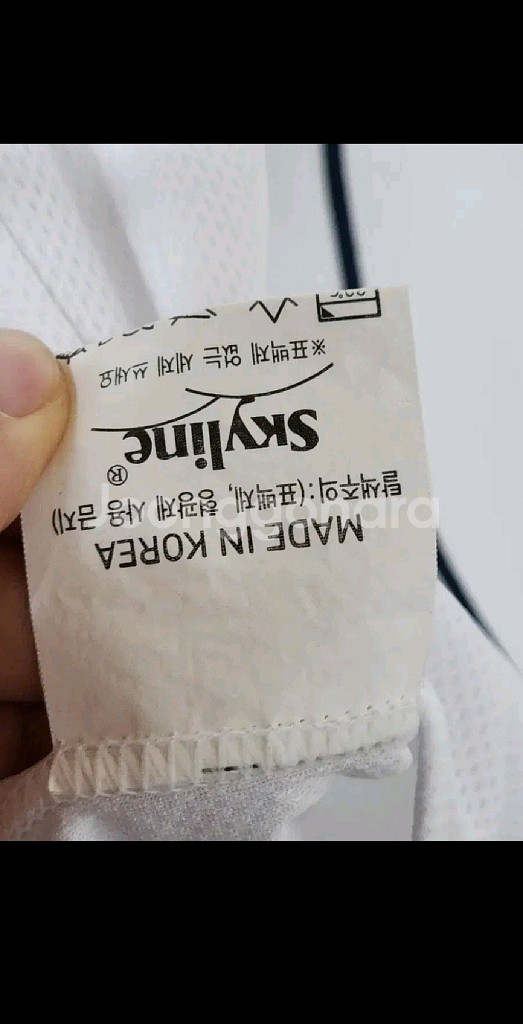 MADE IN KOREA
탈색주의:(표백제, 형광제 사용 금지)
Skyline®
※표백제 없는 세제 쓰세요
Joonggonara